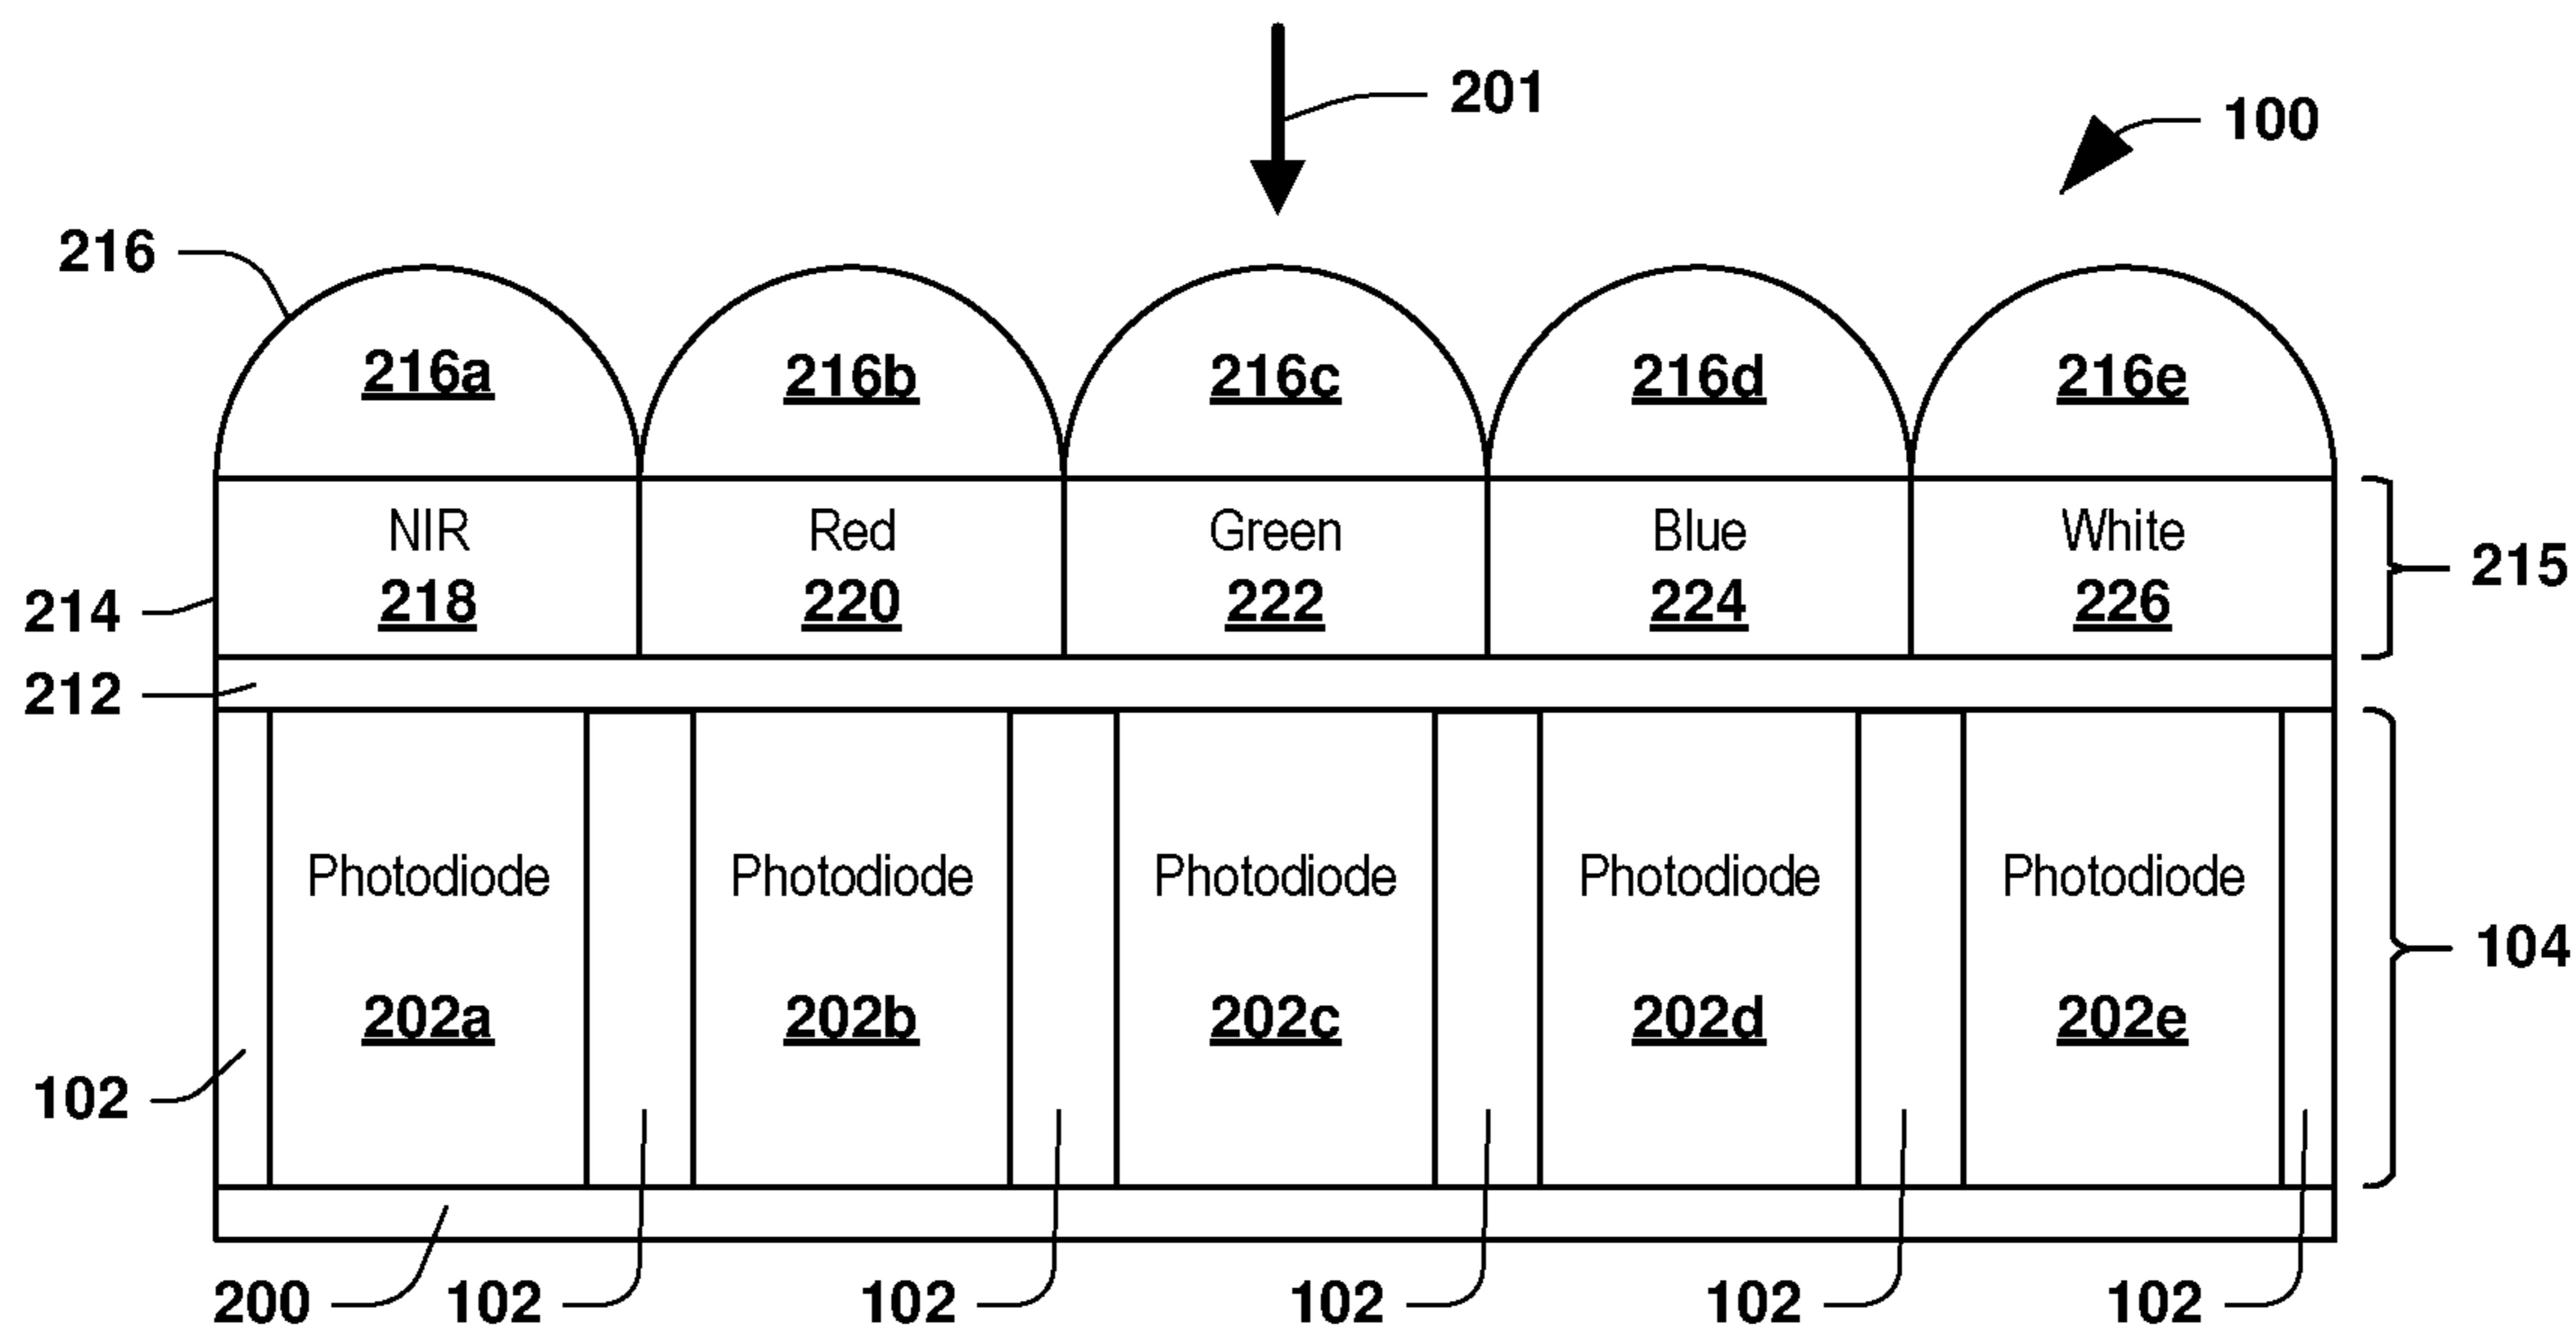 201
100
216
216a 216b 216c 216d 216e
NIR Red Green Blue White
218 220 222 224 226
215
214
212
Photodiode Photodiode Photodiode Photodiode Photodiode
104
202a 202b 202c 202d 202e
102
200 102 102 102 102 102